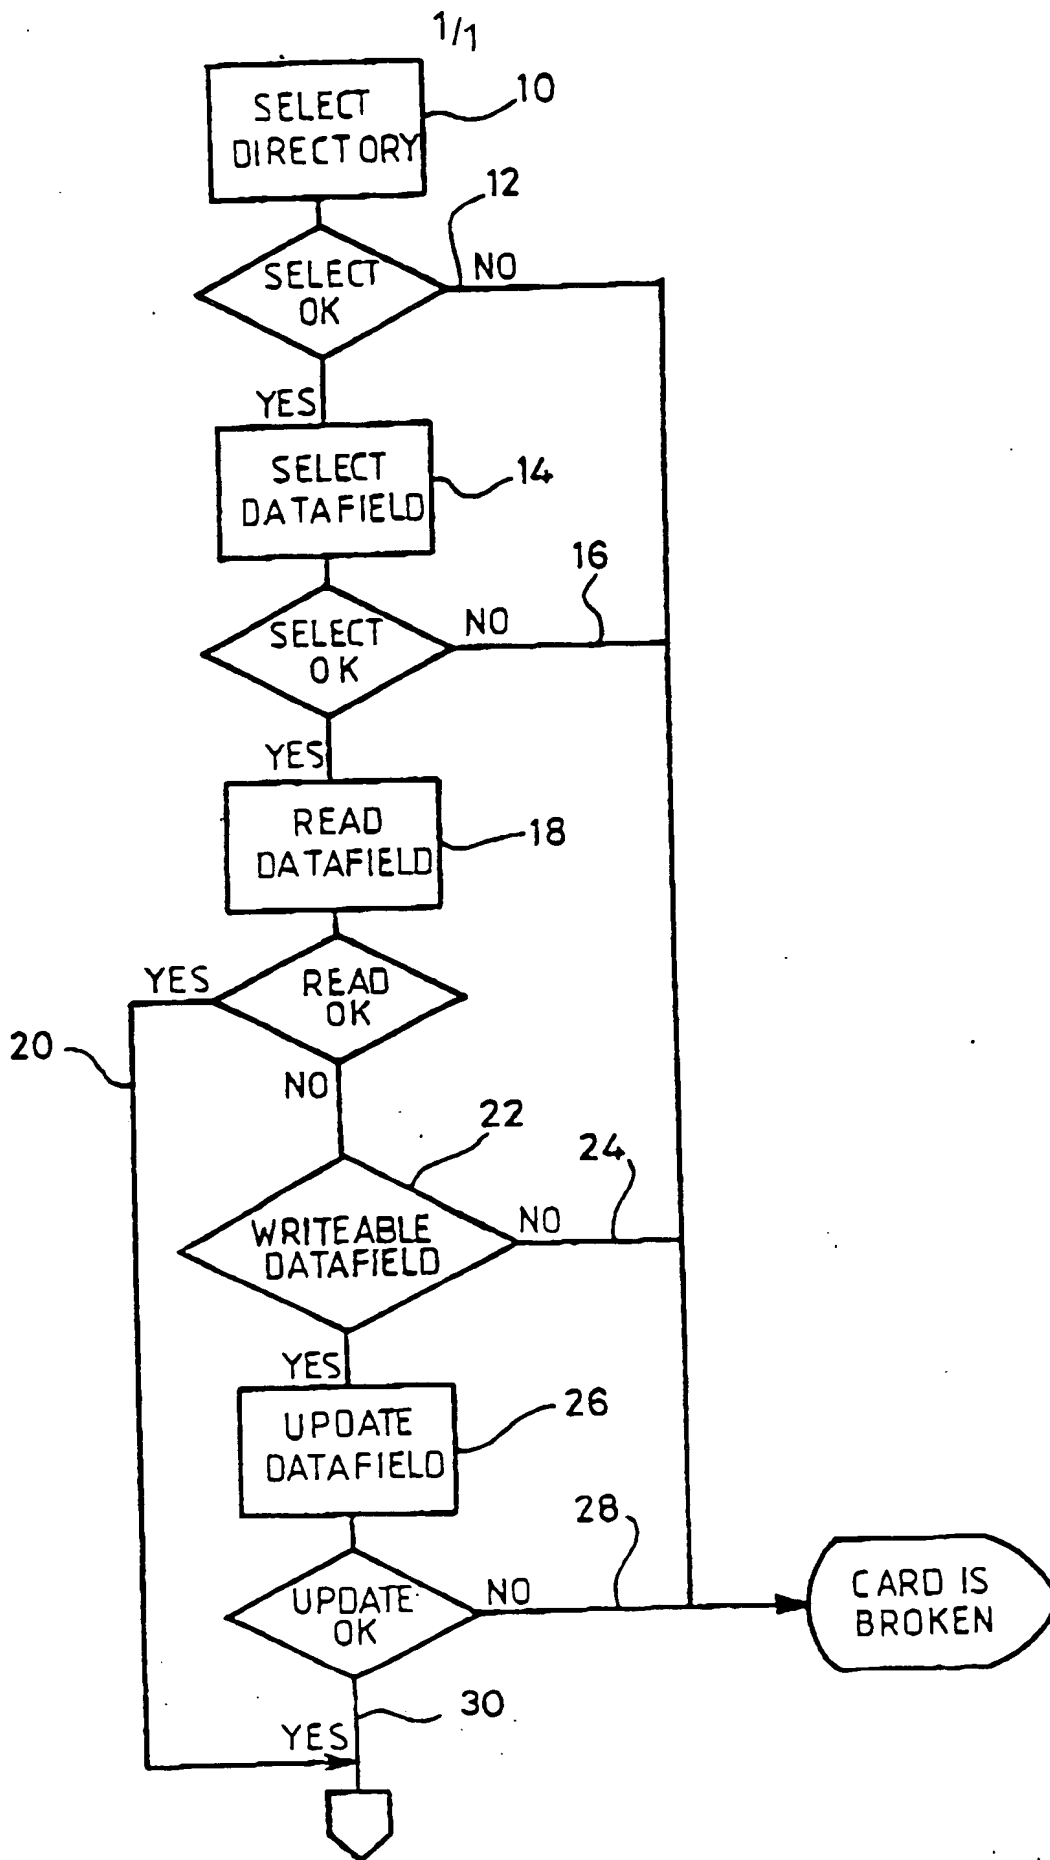 1/1
SELECT
DIRECTORY
10
12
NO
SELECT
OK
YES
SELECT
DATAFIELD
14
16
NO
SELECT
OK
YES
READ
DATAFIELD
18
YES
READ
OK
20
NO
22
24
NO
WRITEABLE
DATAFIELD
YES
UPDATE
DATAFIELD
26
28
NO
UPDATE
OK
CARD IS
BROKEN
30
YES